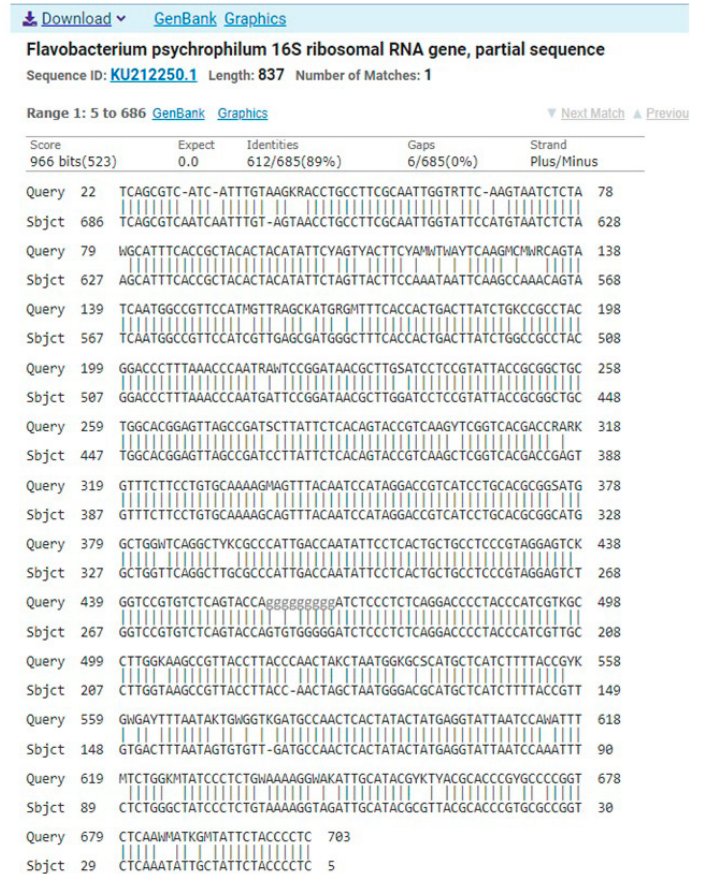 Download GenBank Graphics
Flavobacterium psychrophilum 16S ribosomal RNA gene, partial sequence
Sequence ID: KU212250.1 Length: 837 Number of Matches: 1
Range 1: 5 to 686 GenBank Graphics ▼ Next Match ▲ Previou
Score Expect Identities Gaps Strand
966 bits(523) 0.0 612/685(89%) 6/685(0%) Plus/Minus
Query 22 TCAGCGTC-ATC-ATTTGTAAGKRACCTGCCTTCGCAATTGGTRTTC-AAGTAATCTCTA 78
Sbjct 686 TCAGCGTCAATCAATTTGT-AGTAACCTGCCTTCGCAATTGGTATTCCATGTAATCTCTA 628
Query 79 WGCATTTCACCGCTACACTACATATTCYAGTYACTTCYAMWTWAYTCAAGMCMWRCAGTA 138
Sbjct 627 AGCATTTCACCGCTACACTACATATTCTAGTTACTTCCAAATAATTCAAGCCAAACAGTA 568
Query 139 TCAATGGCCGTTCCATMGTTRAGCKATGRGMTTTCACCACTGACTTATCTGKCCGCCTAC 198
Sbjct 567 TCAATGGCCGTTCCATCGTTGAGCGATGGGCTTTCACCACTGACTTATCTGGCCGCCTAC 508
Query 199 GGACCCTTTAAACCCAATRAWTCCGGATAACGCTTGSATCCTCCGTATTACCGCGGCTGC 258
Sbjct 507 GGACCCTTTAAACCCAATGATTCCGGATAACGCTTGGATCCTCCGTATTACCGCGGCTGC 448
Query 259 TGGCACGGAGTTAGCCGATSCTTATTCTCACAGTACCGTCAAGYTCGGTCACGACCRARK 318
Sbjct 447 TGGCACGGAGTTAGCCGATCCTTATTCTCACAGTACCGTCAAGCTCGGTCACGACCGAGT 388
Query 319 GTTTCTTCCTGTGCAAAAGMAGTTTACAATCCATAGGACCGTCATCCTGCACGCGGSATG 378
Sbjct 387 GTTTCTTCCTGTGCAAAAGCAGTTTACAATCCATAGGACCGTCATCCTGCACGCGGCATG 328
Query 379 GCTGGWTCAGGCTYKCGCCCATTGACCAATATTCCTCACTGCTGCCTCCCGTAGGAGTCK 438
Sbjct 327 GCTGGTTCAGGCTTGCGCCCATTGACCAATATTCCTCACTGCTGCCTCCCGTAGGAGTCT 268
Query 439 GGTCCGTGTCTCAGTACCAgggggggggATCTCCCTCTCAGGACCCCTACCCATCGTKGC 498
Sbjct 267 GGTCCGTGTCTCAGTACCAGTGTGGGGGATCTCCCTCTCAGGACCCCTACCCATCGTTGC 208
Query 499 CTTGGKAAGCCGTTACCTTACCCAACTAKCTAATGGKGCSCATGCTCATCTTTTACCGYK 558
Sbjct 207 CTTGGTAAGCCGTTACCTTACC-AACTAGCTAATGGGACGCATGCTCATCTTTTACCGTT 149
Query 559 GWGAYTTTAATAKTGWGGTKGATGCCAACTCACTATACTATGAGGTATTAATCCAWATTT 618
Sbjct 148 GTGACTTTAATAGTGTGTT-GATGCCAACTCACTATACTATGAGGTATTAATCCAAATTT 90
Query 619 MTCTGGKMTATCCCTCTGWAAAAGGWAKATTGCATACGYKTYACGCACCCGYGCCCCGGT 678
Sbjct 89 CTCTGGGCTATCCCTCTGTAAAAGGTAGATTGCATACGCGTTACGCACCCGTGCGCCGGT 30
Query 679 CTCAAWMATKGMTATTCTACCCCTC 703
Sbjct 29 CTCAAATATTGCTATTCTACCCCTC 5